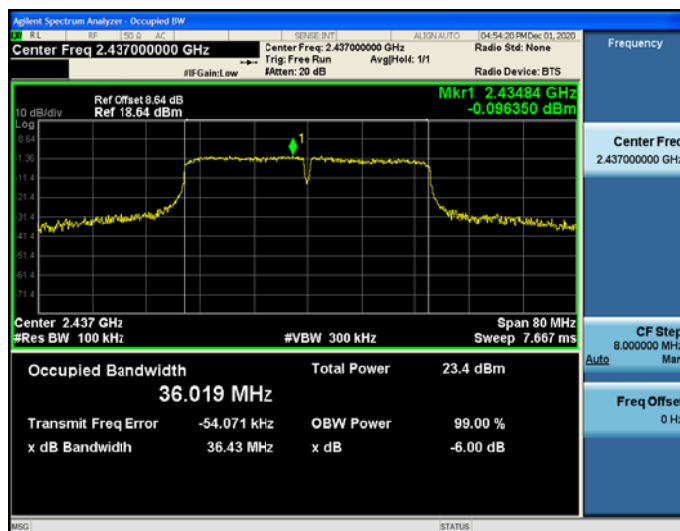 Agilent Spectrum Analyzer - Occupied BW
RL RF 50 Ω AC SENSE:INT ALIGN AUTO 04:54:20 PM Dec 01, 2020
Center Freq 2.437000000 GHz
Center Freq: 2.437000000 GHz
Radio Std: None
Trig: Free Run Avg|Hold: 1/1
#IFGain:Low #Atten: 20 dB Radio Device: BTS
Ref Offset 8.64 dB
10 dB/div Ref 18.64 dBm
Mkr1 2.43484 GHz
-0.096350 dBm
Log
8.64
1
-1.36
-11.4
-21.4
-31.4
-41.4
-51.4
-61.4
-71.4
Center 2.437 GHz Span 80 MHz
#Res BW 100 kHz #VBW 300 kHz Sweep 7.667 ms
Occupied Bandwidth Total Power 23.4 dBm
36.019 MHz
Transmit Freq Error -54.071 kHz OBW Power 99.00 %
x dB Bandwidth 36.43 MHz x dB -6.00 dB
MSG STATUS
Frequency
Center Freq
2.437000000 GHz
CF Step
8.000000 MHz
Auto Man
Freq Offset
0 Hz